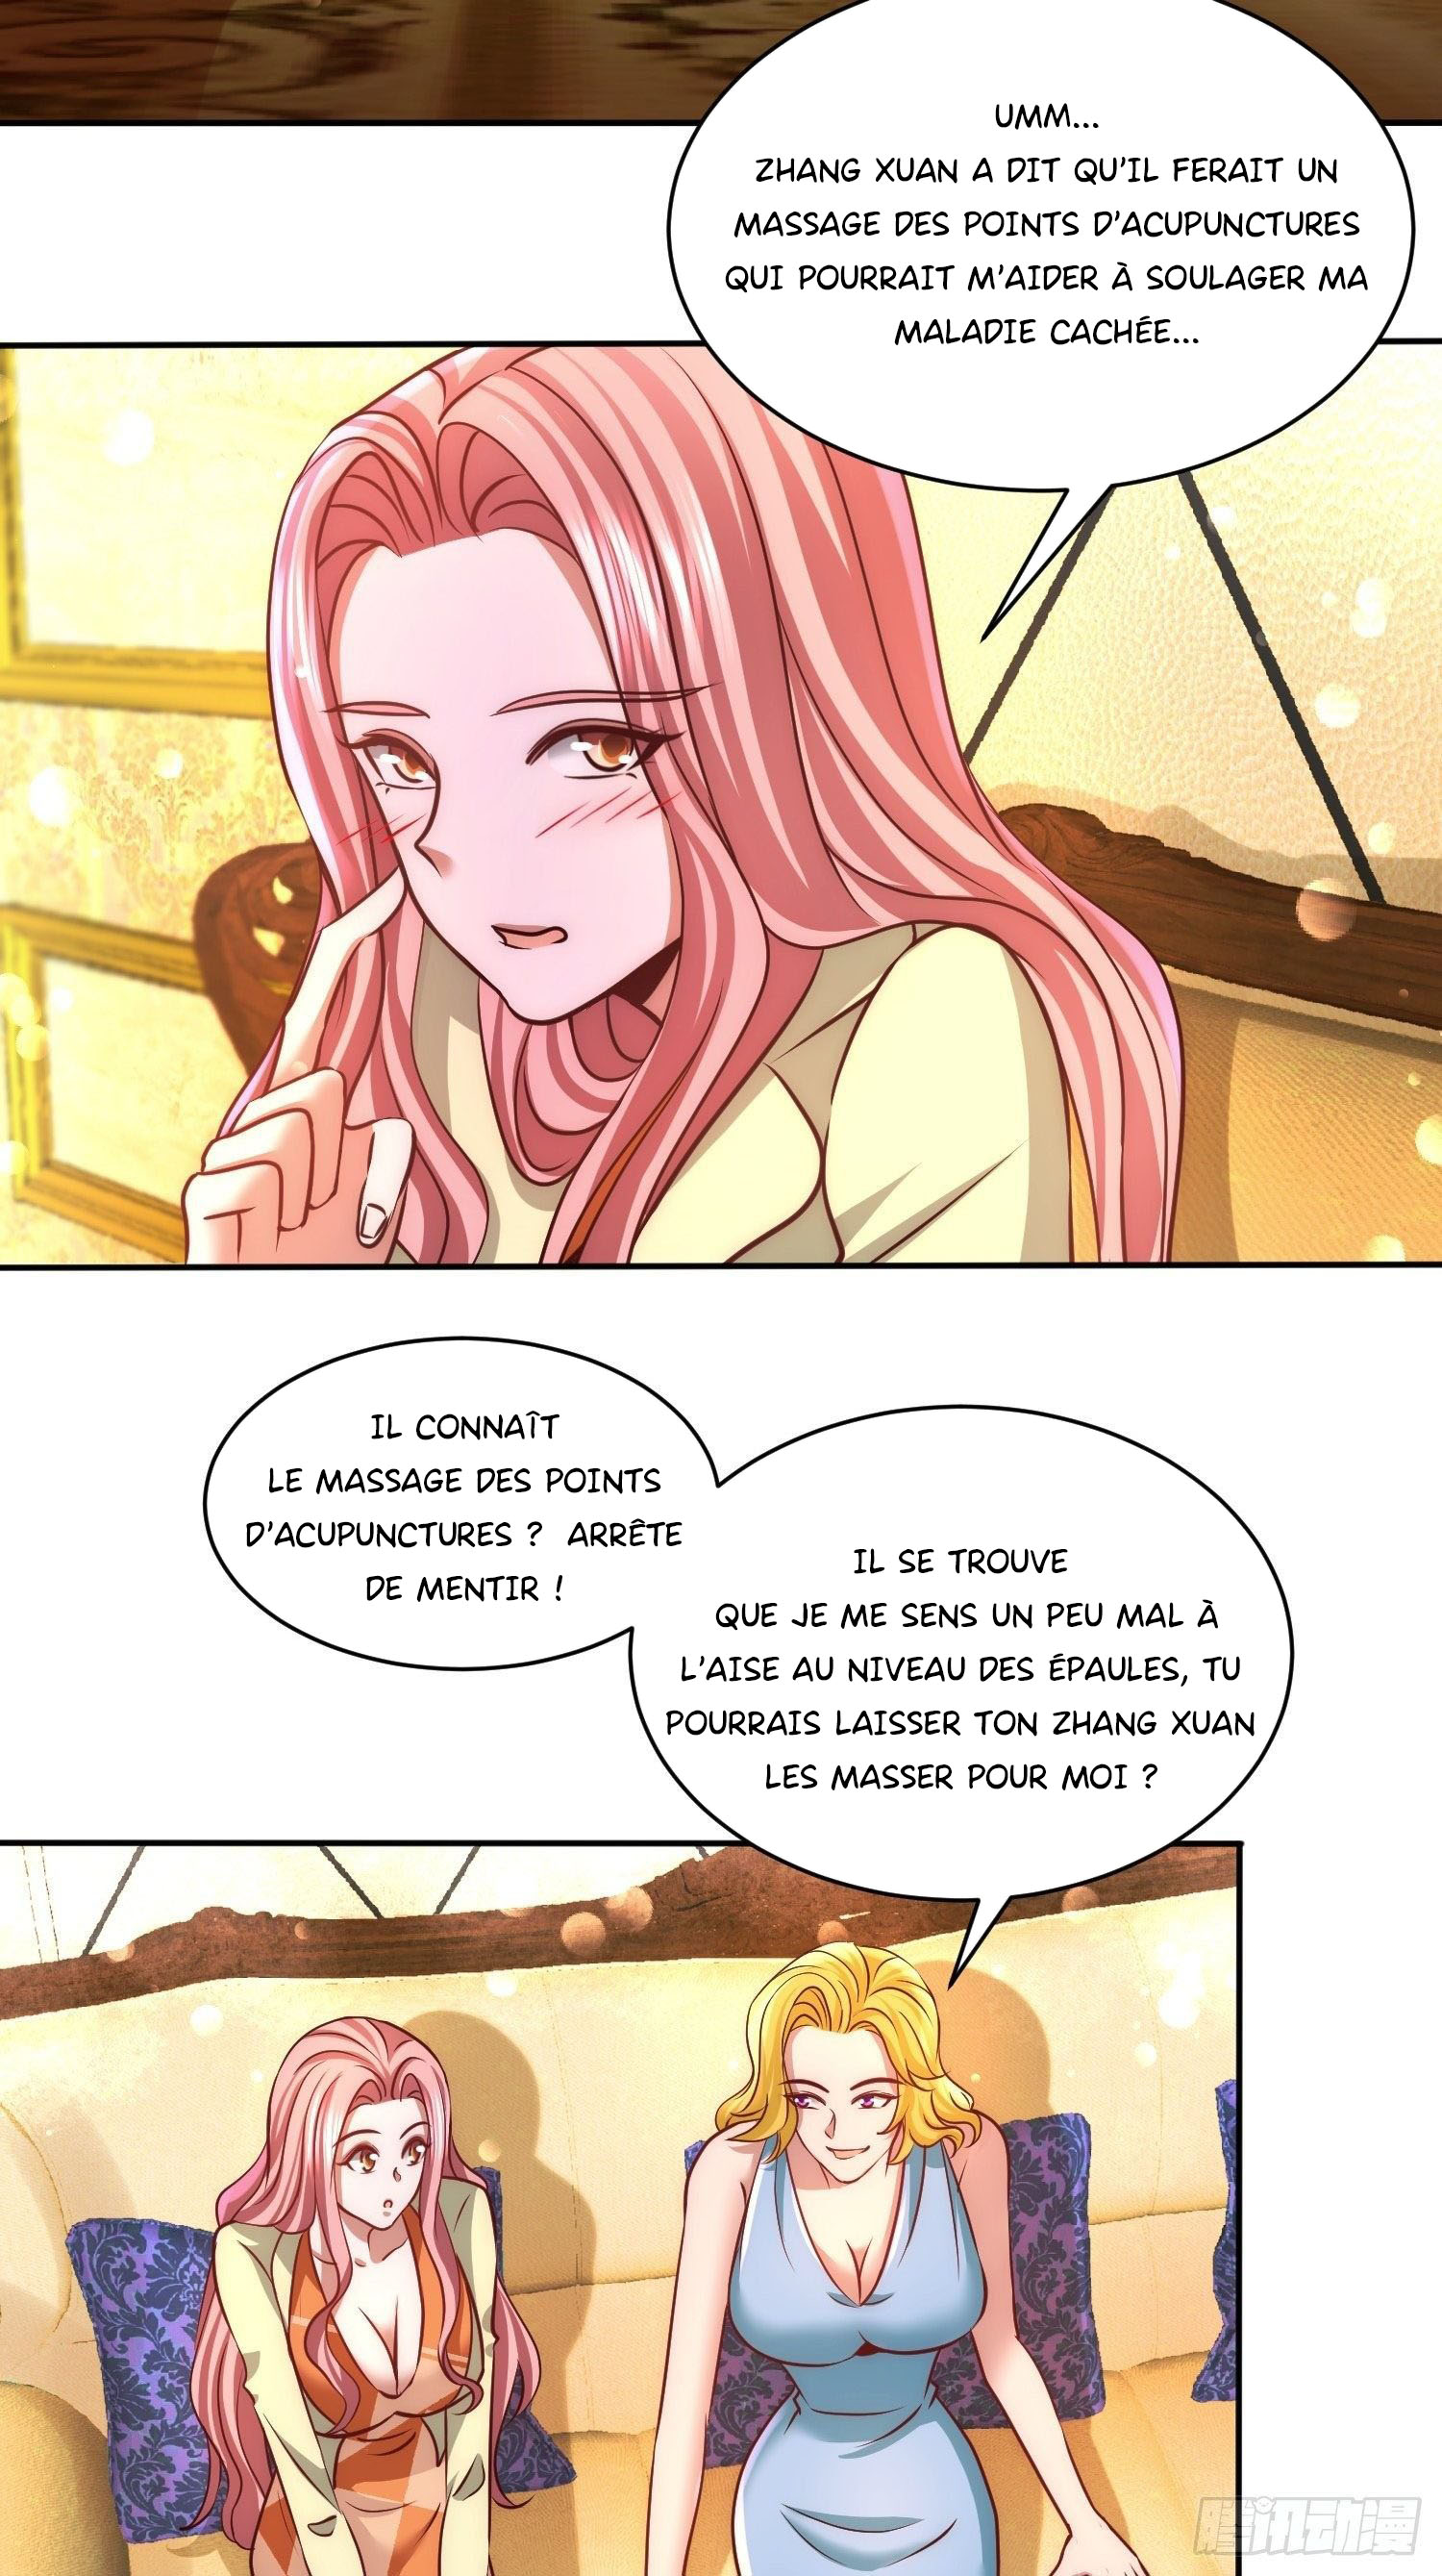 UMM...
ZHANG XUAN A DIT QU'IL FERAIT UN
MASSAGE DES POINTS D'ACUPUNCTURES
QUI POURRAIT M'AIDER À SOULAGER MA
MALADIE CACHÉE...
IL CONNAÎT
LE MASSAGE DES POINTS
D'ACUPUNCTURES ? ARRÊTE
DE MENTIR !
IL SE TROUVE
QUE JE ME SENS UN PEU MAL À
L'AISE AU NIVEAU DES ÉPAULES, TU
POURRAIS LAISSER TON ZHANG XUAN
LES MASSER POUR MOI ?
腾讯动漫